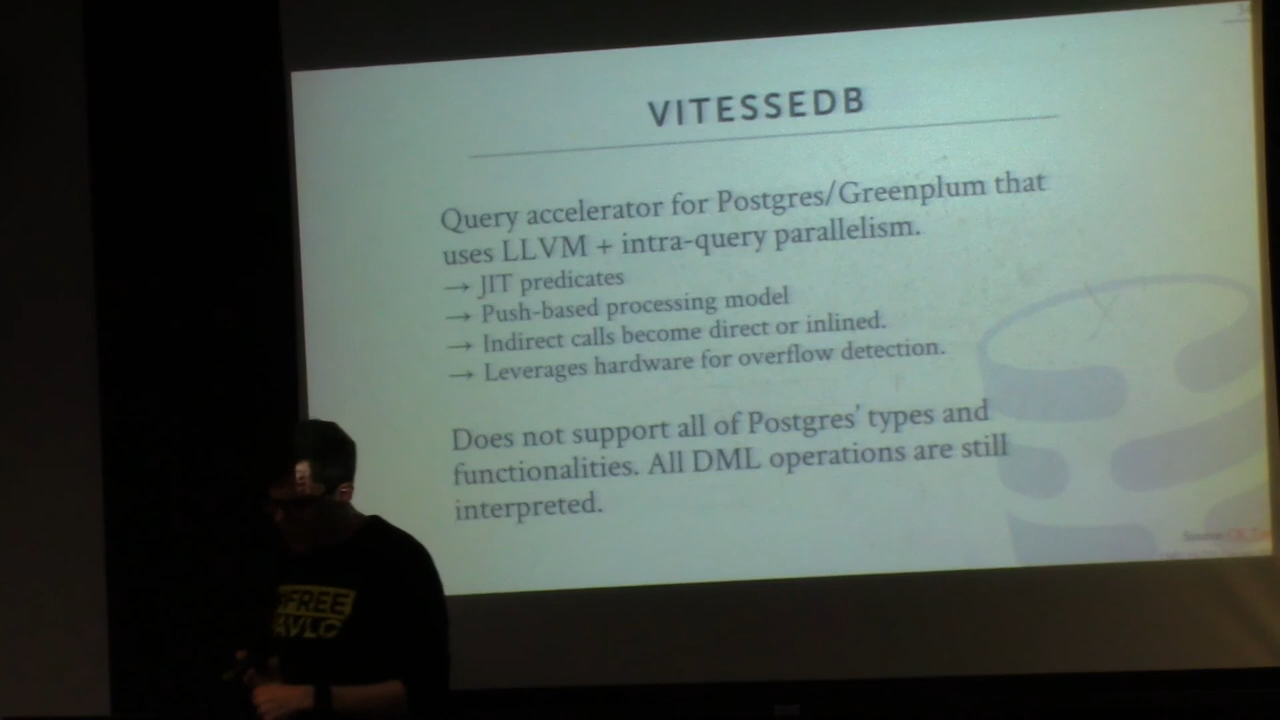 VITESSEDB
Query accelerator for Postgres/Greenplum that
uses LLVM + intra-query parallelism.
→ JIT predicates
→ Push-based processing model
→ Indirect calls become direct or inlined.
→ Leverages hardware for overflow detection.
Does not support all of Postgres’ types and
functionalities. All DML operations are still
interpreted.
Source:
#FREE